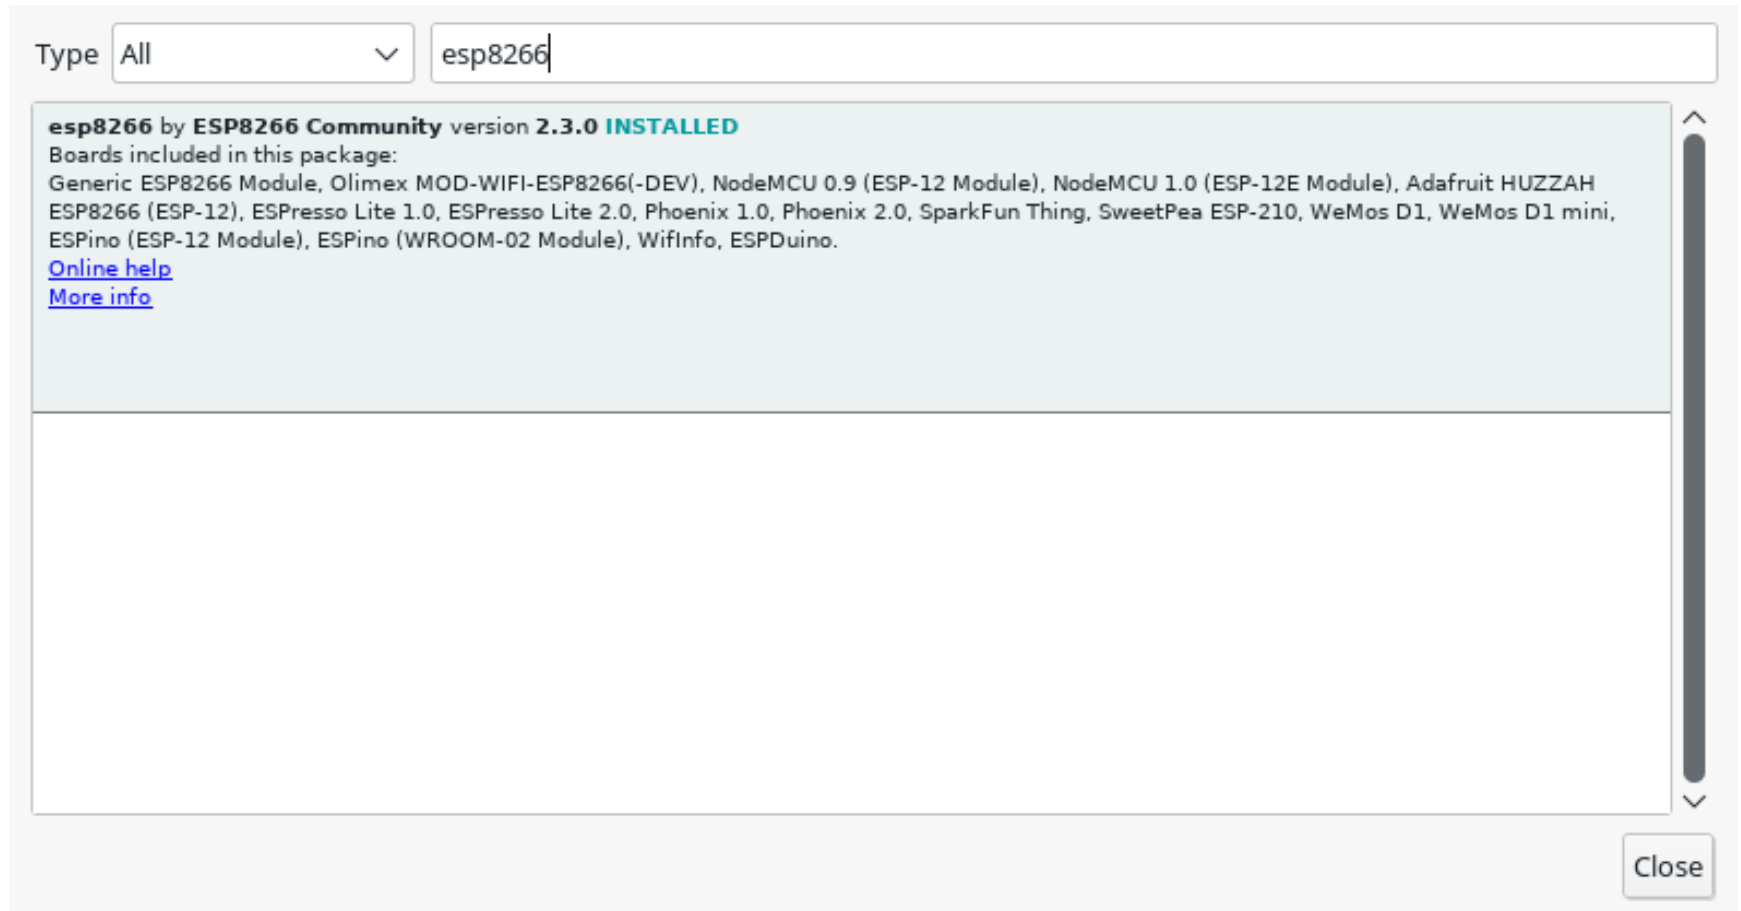 Type All esp8266
esp8266 by ESP8266 Community version 2.3.0 INSTALLED
Boards included in this package:
Generic ESP8266 Module, Olimex MOD-WIFI-ESP8266(-DEV), NodeMCU 0.9 (ESP-12 Module), NodeMCU 1.0 (ESP-12E Module), Adafruit HUZZAH
ESP8266 (ESP-12), ESPresso Lite 1.0, ESPresso Lite 2.0, Phoenix 1.0, Phoenix 2.0, SparkFun Thing, SweetPea ESP-210, WeMos D1, WeMos D1 mini,
ESPino (ESP-12 Module), ESPino (WROOM-02 Module), WifInfo, ESPDuino.
Online help
More info
Close